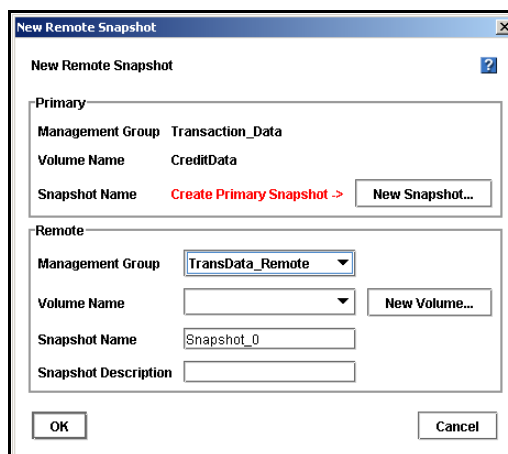 New Remote Snapshot
New Remote Snapshot ?
Primary
Management Group Transaction_Data
Volume Name CreditData
Snapshot Name Create Primary Snapshot -> New Snapshot...
Remote
Management Group TransData_Remote
Volume Name New Volume...
Snapshot Name Snapshot_0
Snapshot Description
OK Cancel